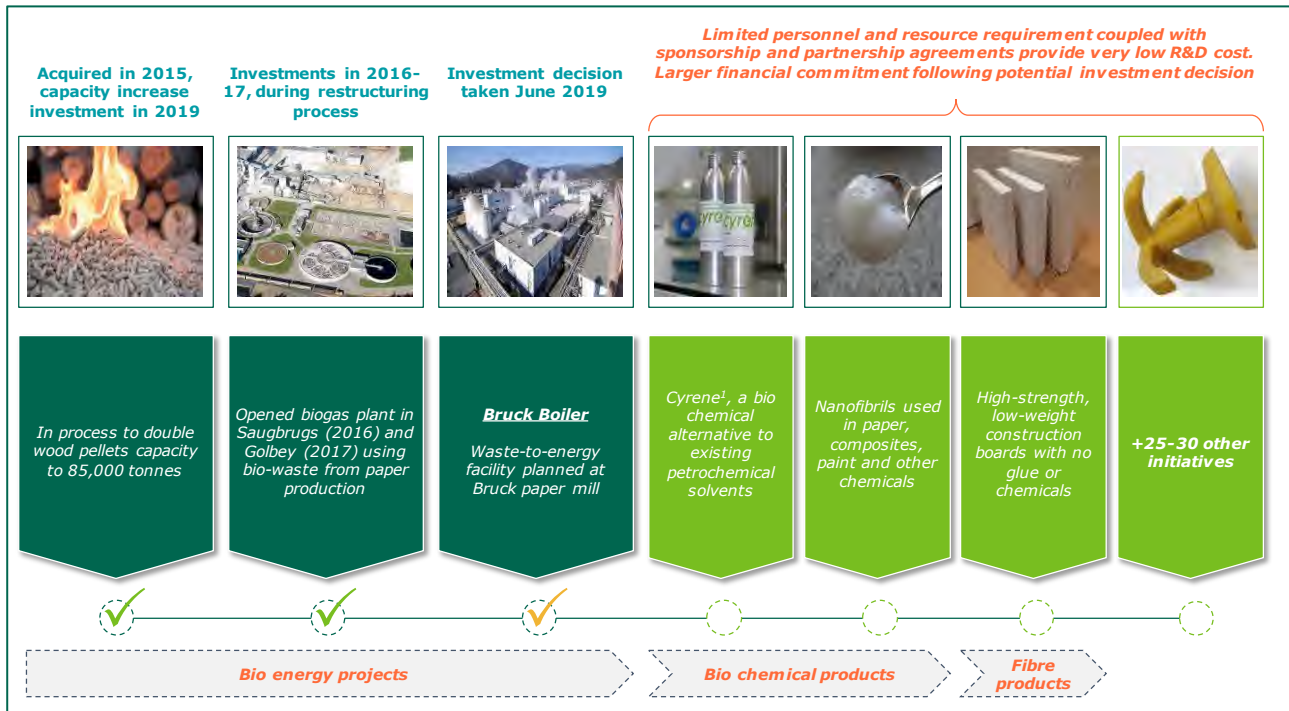 Limited personnel and resource requirement coupled with
sponsorship and partnership agreements provide very low R&D cost.
Larger financial commitment following potential investment decision
Acquired in 2015,
capacity increase
investment in 2019
Investments in 2016-
17, during restructuring
process
Investment decision
taken June 2019
In process to double
wood pellets capacity
to 85,000 tonnes
Opened biogas plant in
Saugbrugs (2016) and
Golbey (2017) using
bio-waste from paper
production
Bruck Boiler
Waste-to-energy
facility planned at
Bruck paper mill
Cyrene1, a bio
chemical
alternative to
existing
petrochemical
solvents
Nanofibrils used
in paper,
composites,
paint and other
chemicals
High-strength,
low-weight
construction
boards with no
glue or
chemicals
+25-30 other
initiatives
Bio energy projects
Bio chemical products
Fibre
products